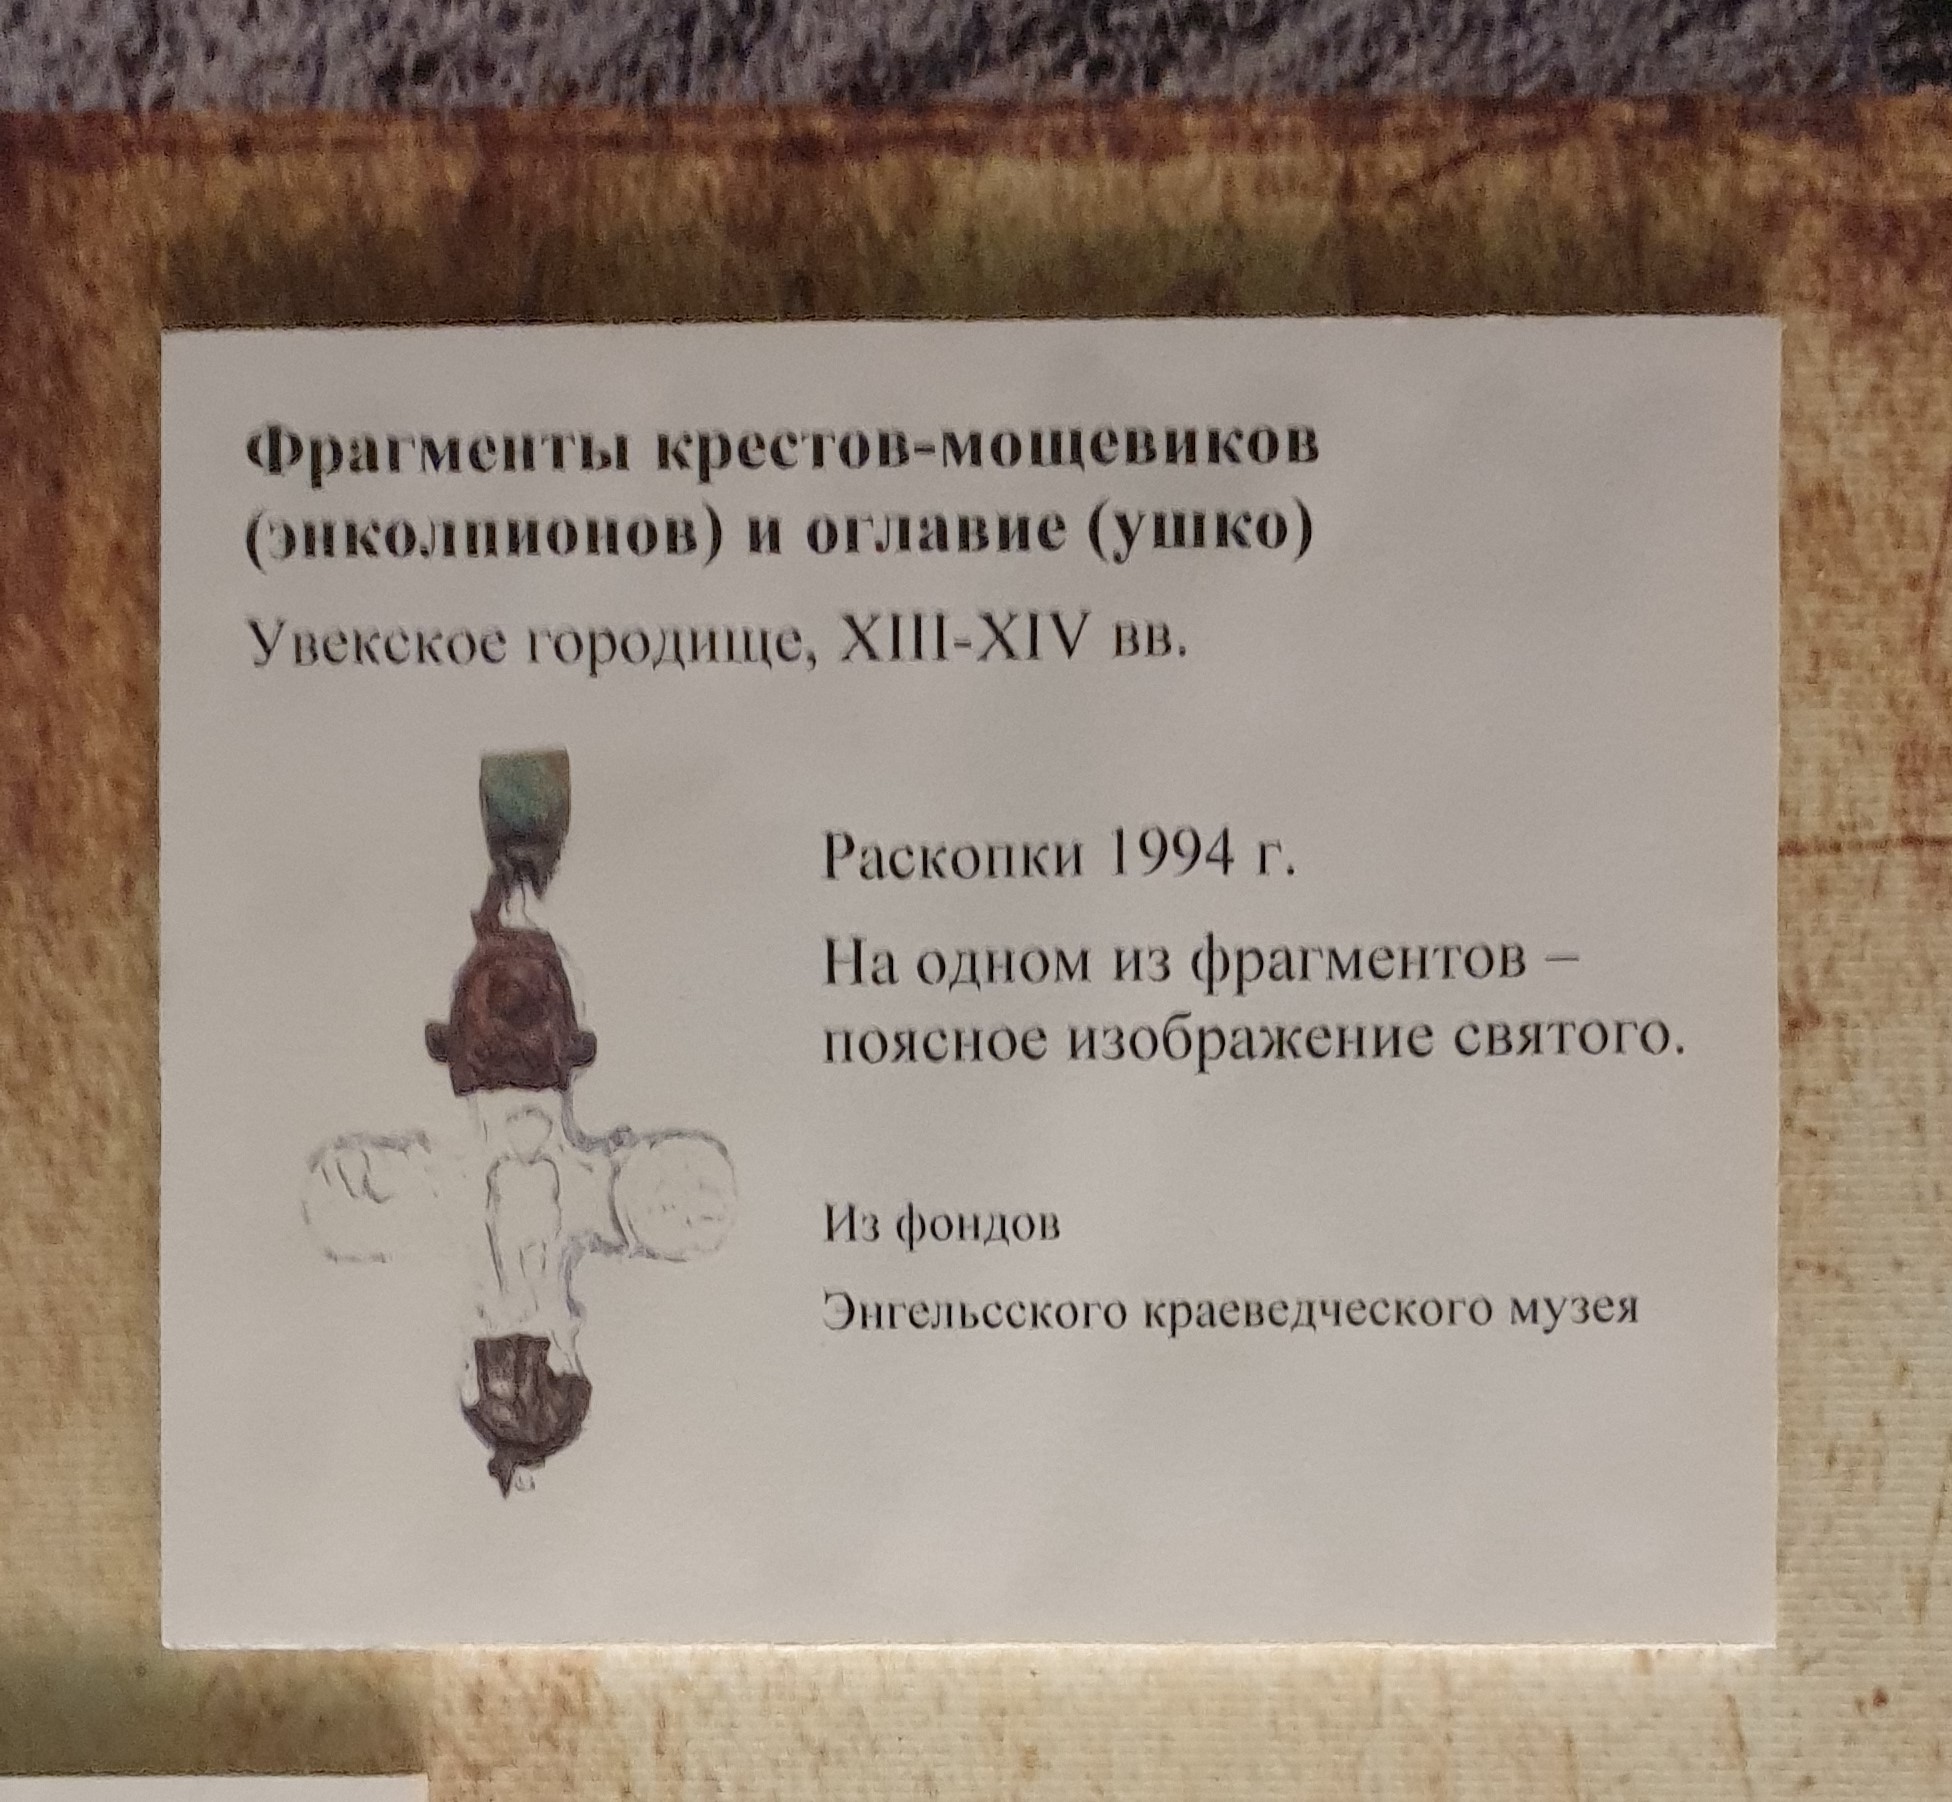 Фрагменты крестов-мощевиков
(энколпионов) и оглавие (ушко)
Увекское городище, XIII-XIV вв.
Раскопки 1994 г.
На одном из фрагментов –
поясное изображение святого.
Из фондов
Энгельсского краеведческого музея